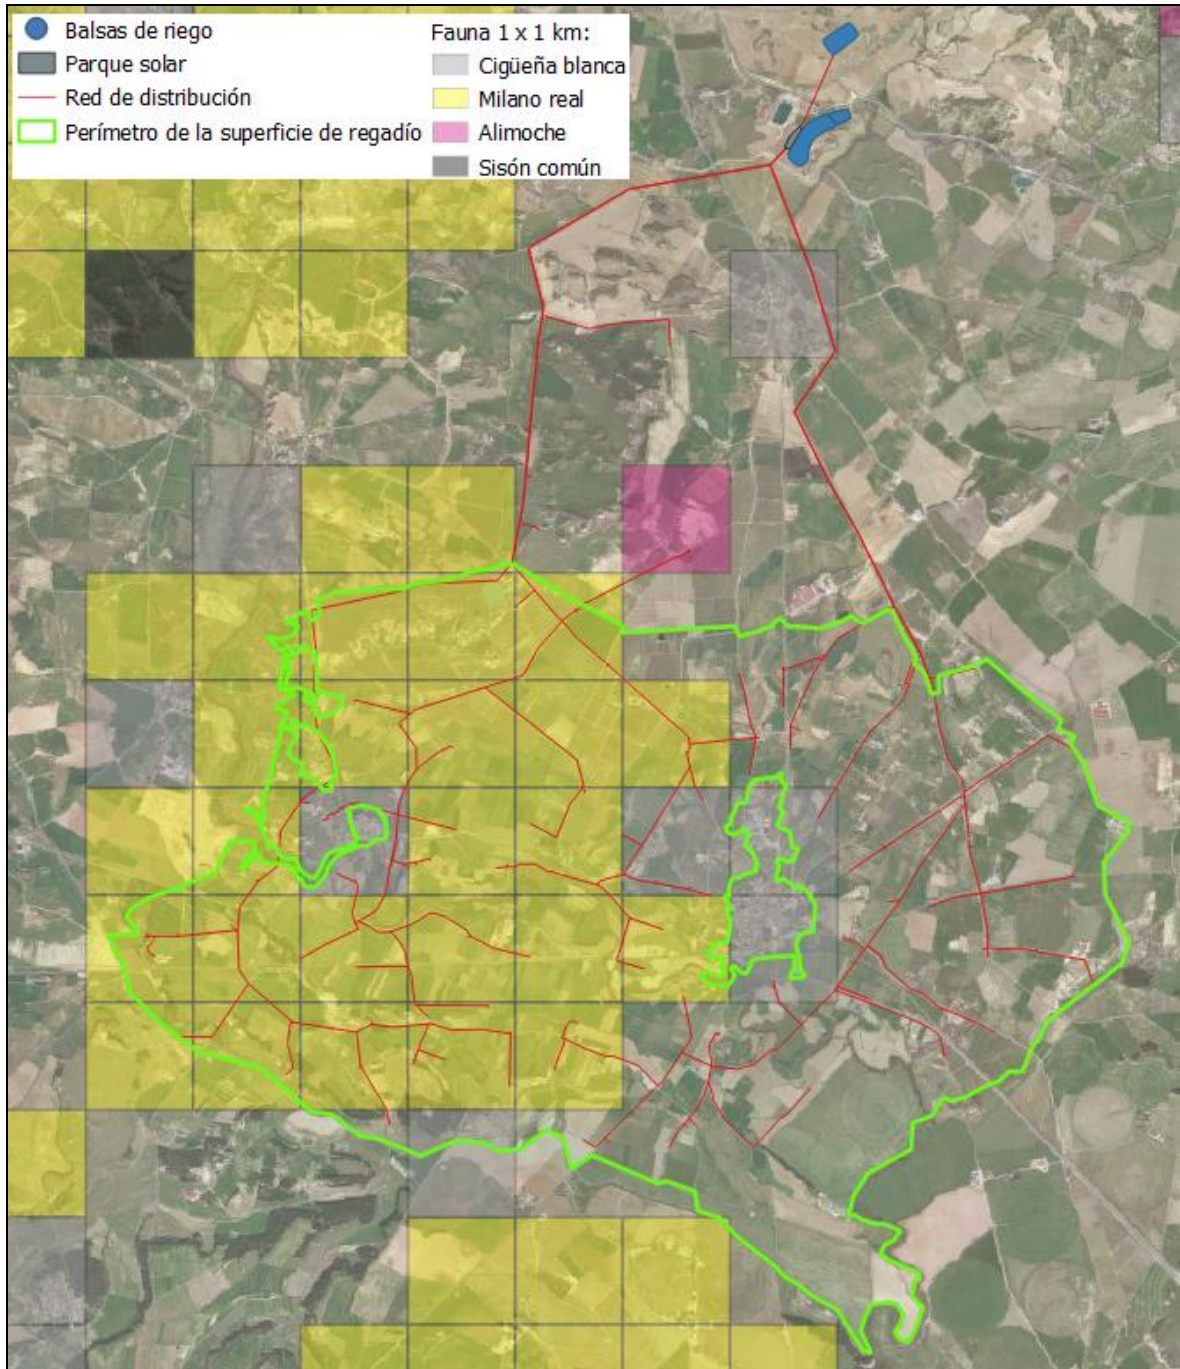 Balsas de riego
Parque solar
Red de distribución
Perímetro de la superficie de regadío
Fauna 1 x 1 km:
Cigüeña blanca
Milano real
Alimoche
Sisón común